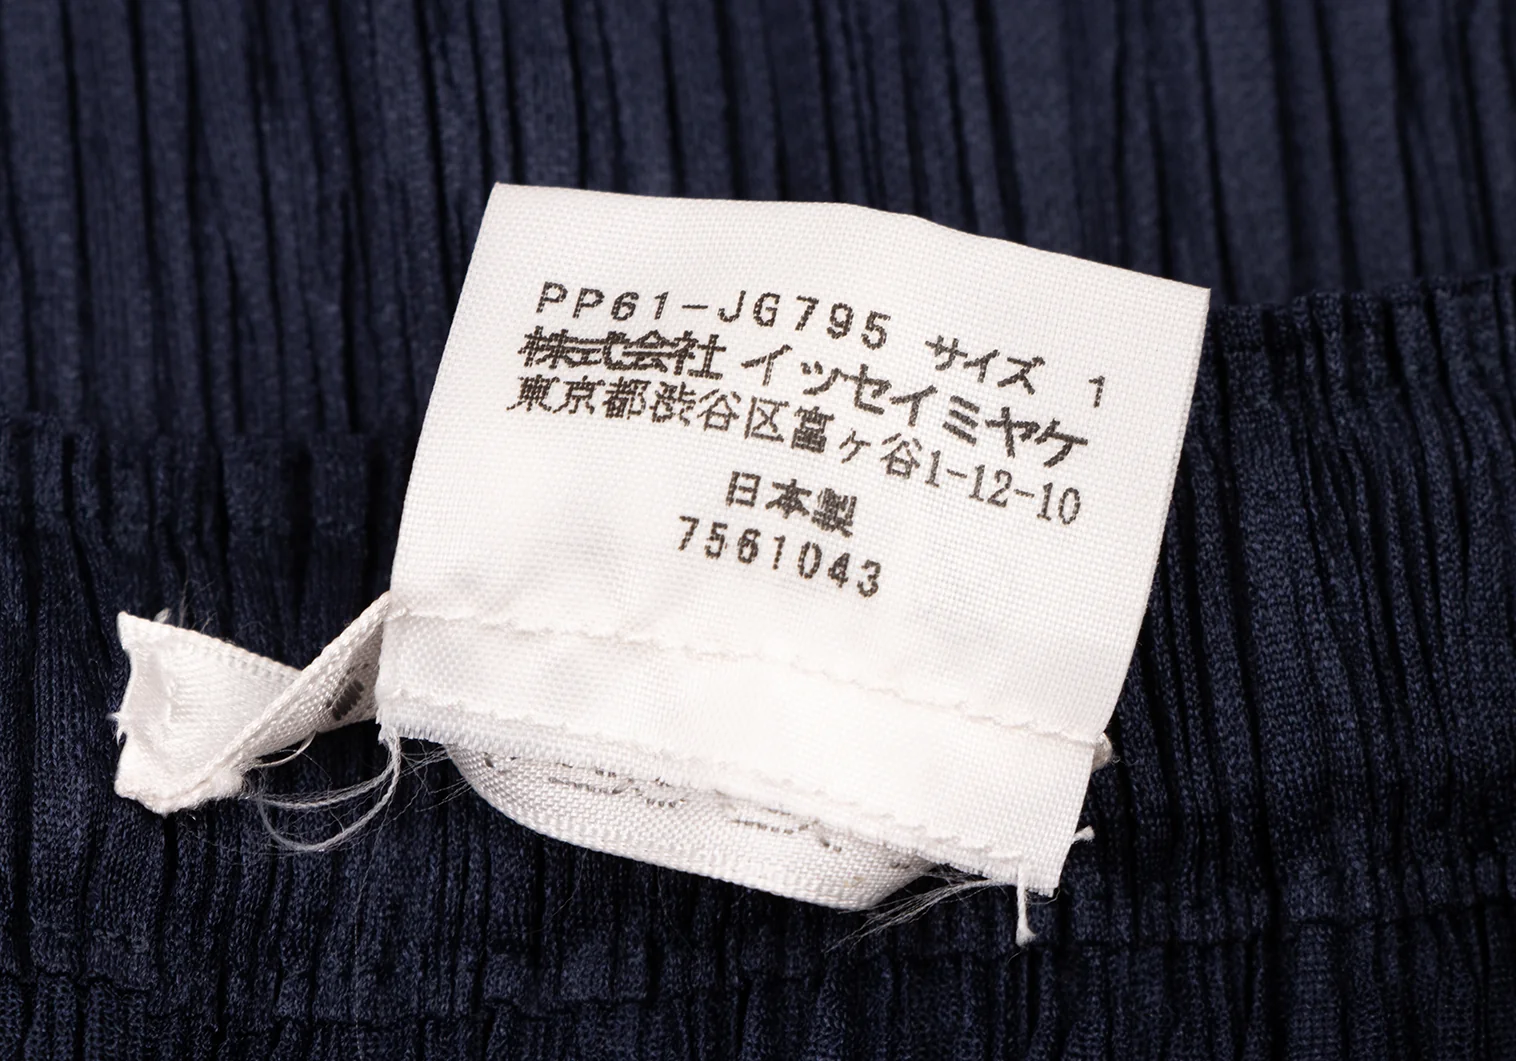 PP61-JG795 サイズ 1
株式会社 イッセイミヤケ
東京都渋谷区富ヶ谷1-12-10
日本製
7561043